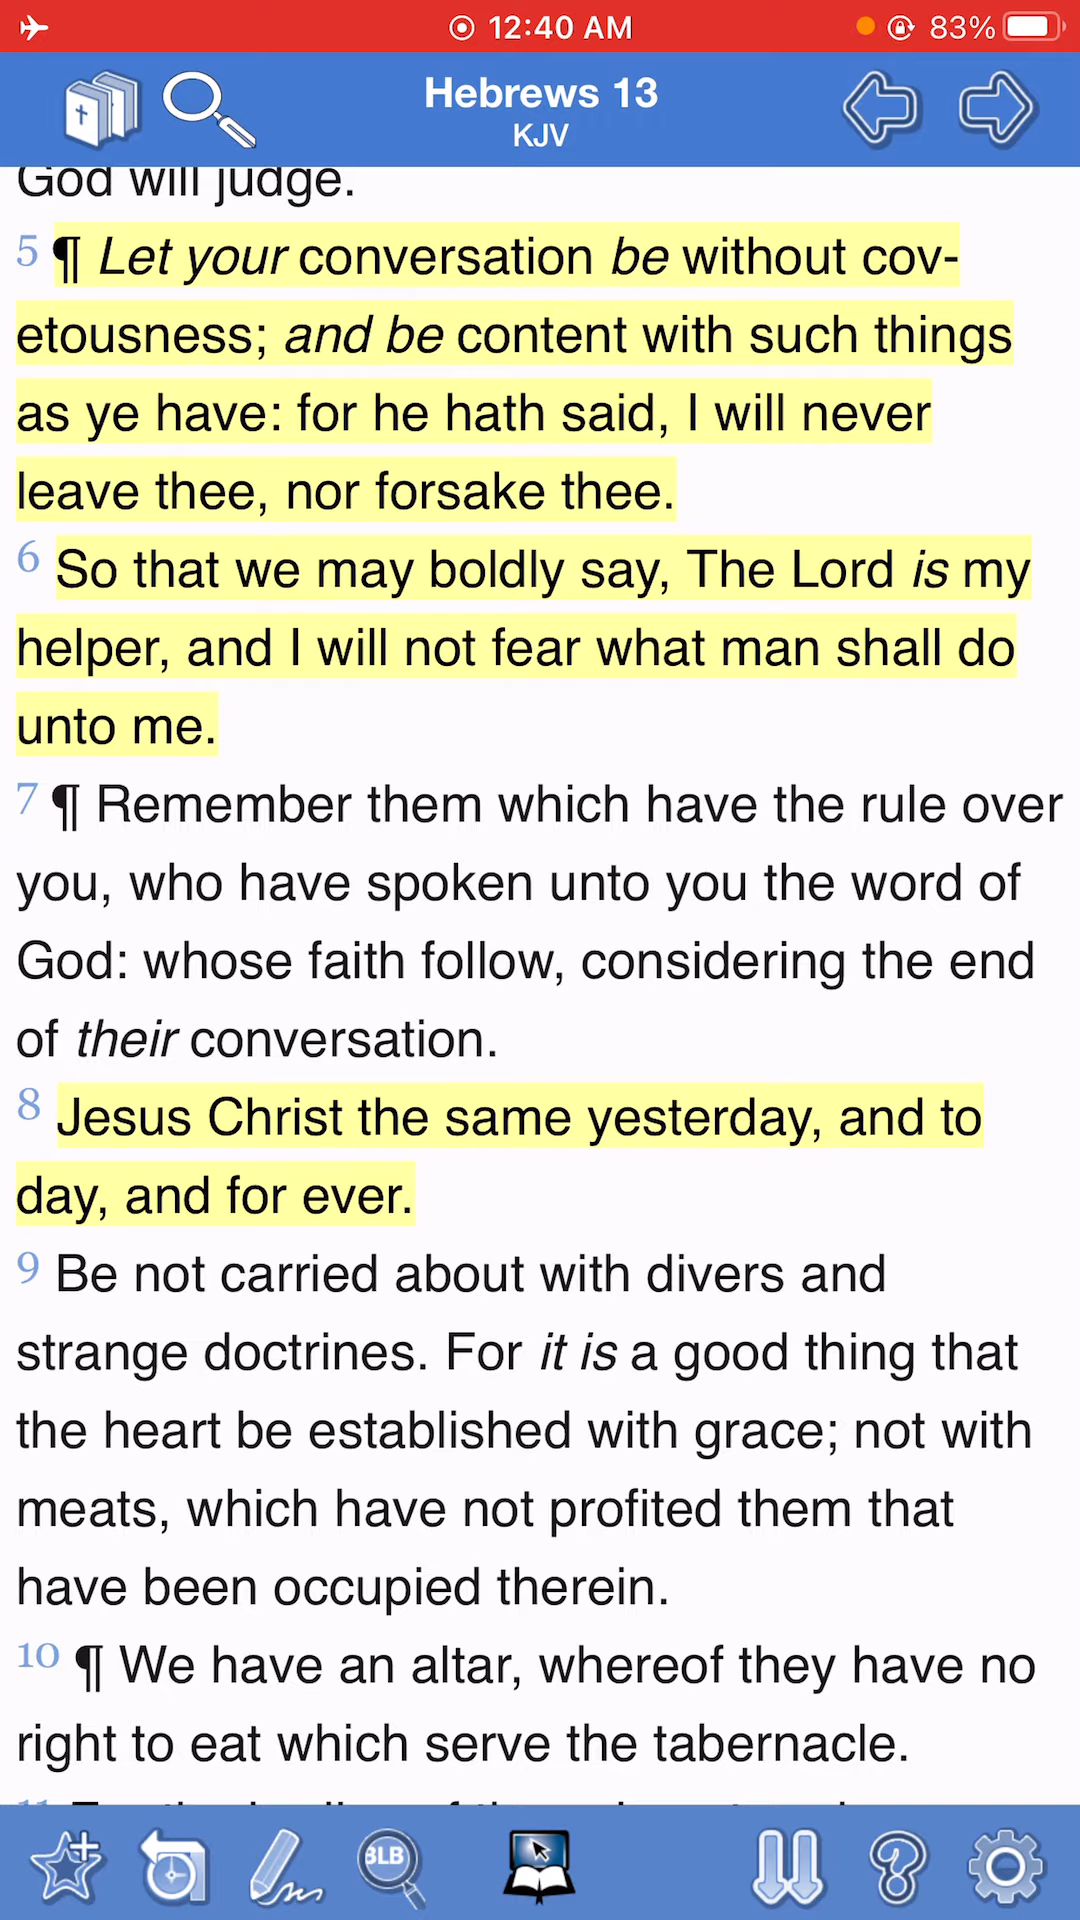 12:40 AM
83%
Hebrews 13
KJV
God will judge.
5 ¶ Let your conversation be without cov-
etousness; and be content with such things
as ye have: for he hath said, I will never
leave thee, nor forsake thee.
6 So that we may boldly say, The Lord is my
helper, and I will not fear what man shall do
unto me.
7 ¶ Remember them which have the rule over
you, who have spoken unto you the word of
God: whose faith follow, considering the end
of their conversation.
8 Jesus Christ the same yesterday, and to
day, and for ever.
9 Be not carried about with divers and
strange doctrines. For it is a good thing that
the heart be established with grace; not with
meats, which have not profited them that
have been occupied therein.
10 ¶ We have an altar, whereof they have no
right to eat which serve the tabernacle.
BLB